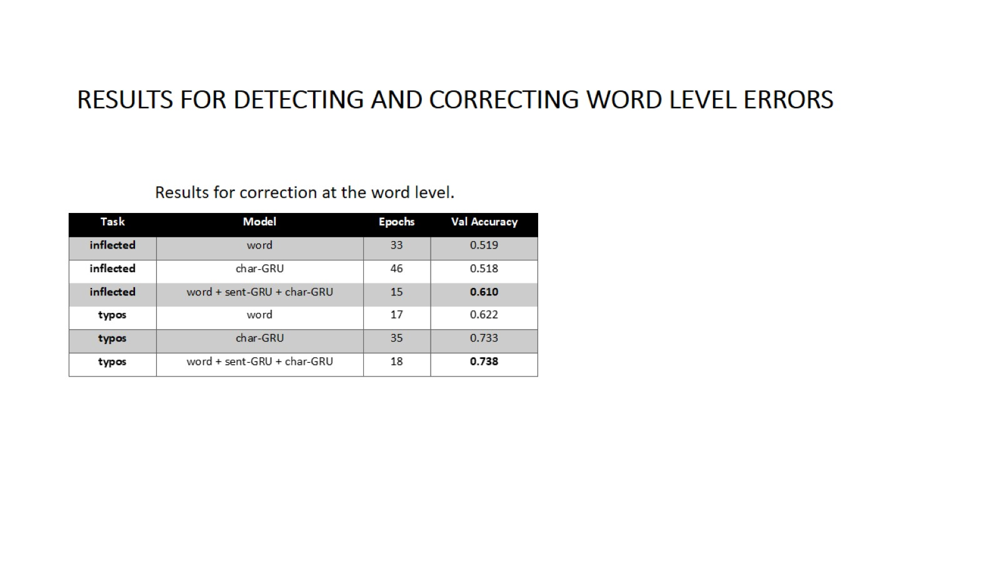 RESULTS FOR DETECTING AND CORRECTING WORD LEVEL ERRORS
Results for correction at the word level.
Task Model Epochs Val Accuracy
inflected word 33 0.519
inflected char-GRU 46 0.518
inflected word + sent-GRU + char-GRU 15 0.610
typos word 17 0.622
typos char-GRU 35 0.733
typos word + sent-GRU + char-GRU 18 0.738